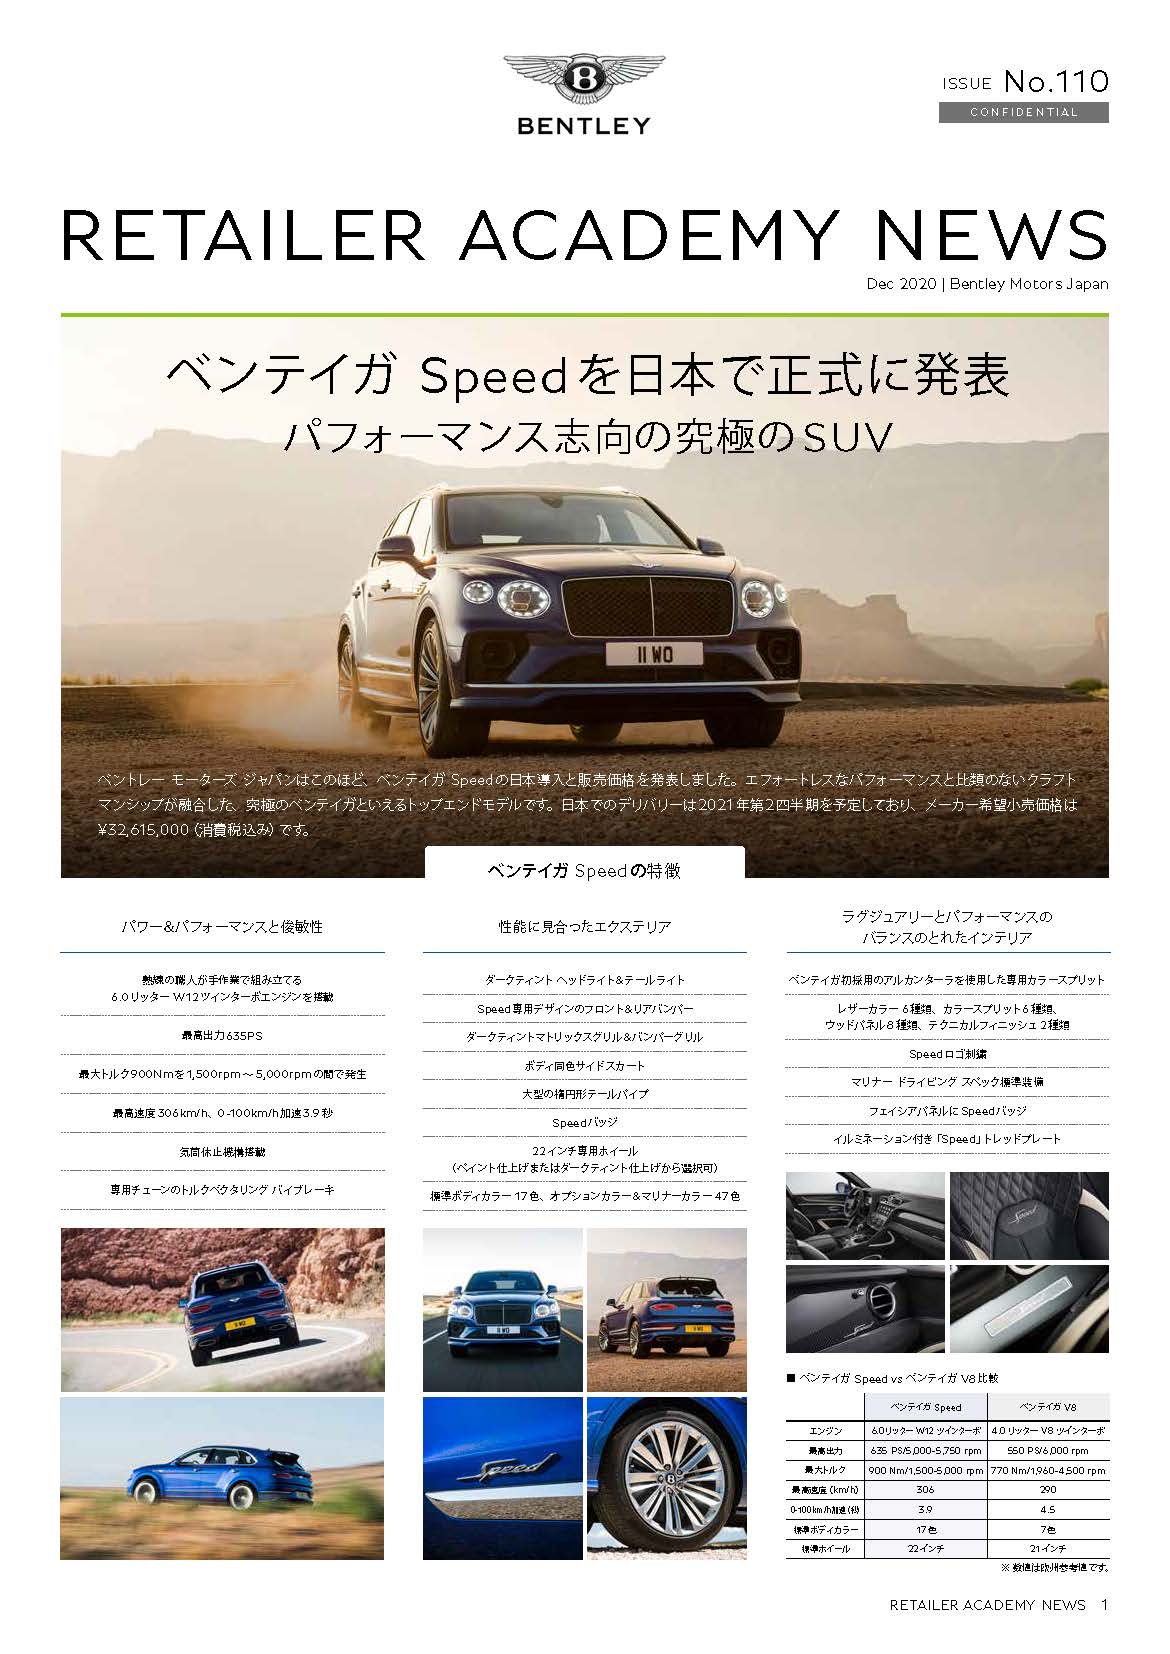 BENTLEY
ISSUE No.110
CONFIDENTIAL
RETAILER ACADEMY NEWS
Dec 2020 | Bentley Motors Japan
ベンテイガ Speedを日本で正式に発表
パフォーマンス志向の究極のSUV
11 WO
ベントレー モーターズ ジャパンはこのほど、ベンテイガ Speedの日本導入と販売価格を発表しました。エフォートレスなパフォーマンスと比類のないクラフト
マンシップが融合した、究極のベンテイガといえるトップエンドモデルです。日本でのデリバリーは2021年第2四半期を予定しており、メーカー希望小売価格は
¥32,615,000（消費税込み）です。
ベンテイガ Speedの特徴
パワー&パフォーマンスと俊敏性
熟練の職人が手作業で組み立てる
6.0リッター W12ツインターボエンジンを搭載
最高出力635PS
最大トルク900Nmを1,500rpm～5,000rpmの間で発生
最高速度306km/h、0-100km/h加速3.9秒
気筒休止機構搭載
専用チューンのトルクベクタリング バイブレーキ
性能に見合ったエクステリア
ダークティント ヘッドライト&テールライト
Speed専用デザインのフロント&リアバンパー
ダークティントマトリックスグリル&バンパーグリル
ボディ同色サイドスカート
大型の楕円形テールパイプ
Speedバッジ
22インチ専用ホイール
（ペイント仕上げまたはダークティント仕上げから選択可）
標準ボディカラー17色、オプションカラー&マリナーカラー47色
ラグジュアリーとパフォーマンスの
バランスのとれたインテリア
ベンテイガ初採用のアルカンターラを使用した専用カラースプリット
レザーカラー6種類、カラースプリット6種類、
ウッドパネル8種類、テクニカルフィニッシュ2種類
Speedロゴ刺繍
マリナー ドライビング スペック標準装備
フェイシアパネルにSpeedバッジ
イルミネーション付き「Speed」トレッドプレート
11 WO
11 WO
11 WO
Speed
Speed
■ ベンテイガ Speed vs ベンテイガ V8比較
ベンテイガ Speed ベンテイガ V8
エンジン 6.0リッター W12 ツインターボ 4.0 リッター V8 ツインターボ
最高出力 635 PS/5,000-5,750 rpm 550 PS/6,000 rpm
最大トルク 900 Nm/1,500-5,000 rpm 770 Nm/1,960-4,500 rpm
最高速度（km/h） 306 290
0-100km/h加速（秒） 3.9 4.5
標準ボディカラー 17色 7色
標準ホイール 22インチ 21インチ
※ 数値は欧州参考値です。
RETAILER ACADEMY NEWS 1